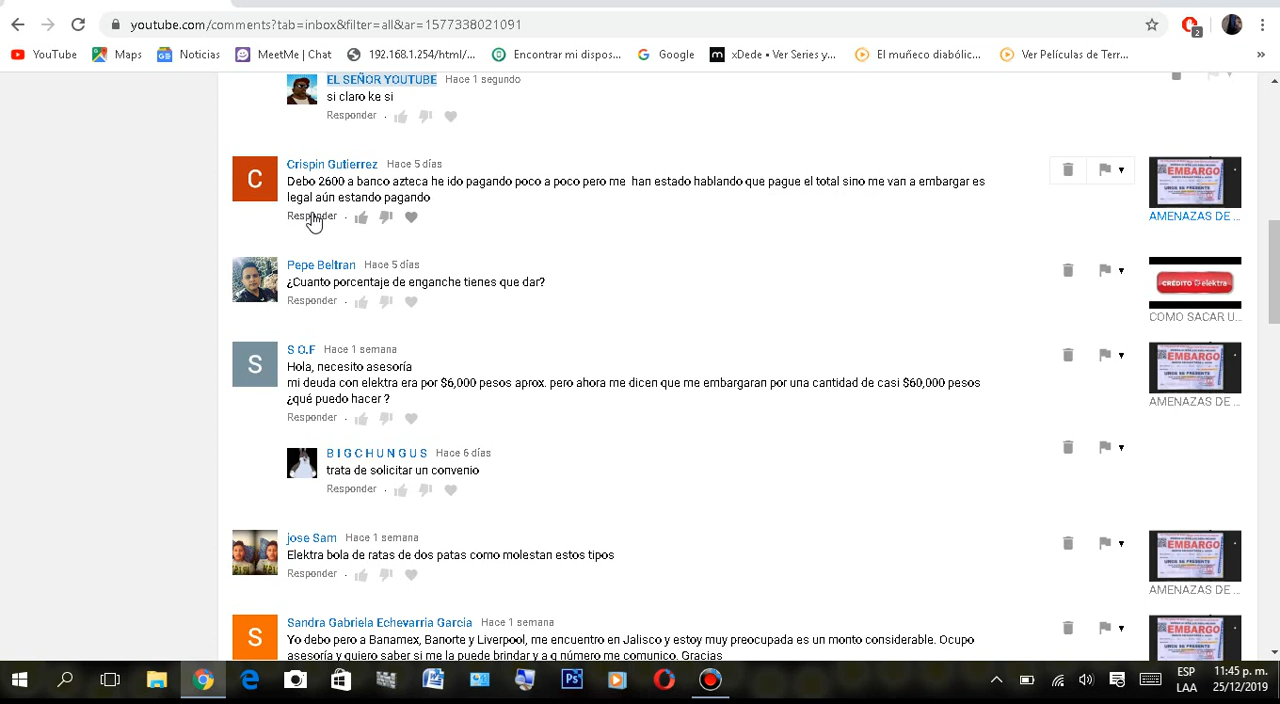 youtube.com/comments?tab=inbox&filter=all&ar=1577338021091
2
YouTube Maps Noticias MeetMe | Chat 192.168.1.254/html/... Encontrar mi dispos... Google xDede • Ver Series y... El muñeco diabólic... Ver Películas de Terr... »
EL SEÑOR YOUTUBE Hace 1 segundo
si claro ke si
Responder
C
Crispin Gutierrez Hace 5 días
Debo 2600 a banco azteca he ido a abonar poco a poco pero me han estado hablando que pague el total sino me van a embargar es
legal aún estando pagando
Responder
EMBARGO
AMENAZAS DE ...
Pepe Beltran Hace 5 días
¿Cuanto porcentaje de enganche tienes que dar?
Responder
CRÉDITO elektra
COMO SACAR U...
S
S O.F Hace 1 semana
Hola, necesito asesoría
mi deuda con elektra era por $6,000 pesos aprox. pero ahora me dicen que me embargaran por una cantidad de casi $60,000 pesos
¿qué puedo hacer ?
Responder
EMBARGO
AMENAZAS DE ...
B I G C H U N G U S Hace 6 días
trata de solicitar un convenio
Responder
jose Sam Hace 1 semana
Elektra bola de ratas de dos patas como molestan estos tipos
Responder
EMBARGO
AMENAZAS DE ...
S
Sandra Gabriela Echevarria Garcia Hace 1 semana
Yo debo pero a Banamex, Bancomer y Me encuentro en Jalisco, estoy muy preocupada es un monto considerable Ocupo
asesoría quiero saber si me la brinda y a q número me comunico. Gracias
EMBARGO
ESP
LAA
11:45 p. m.
25/12/2019